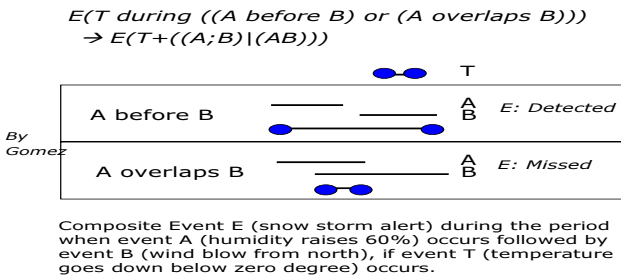 E(T during ((A before B) or (A overlaps B)))
→ E(T+((A;B)|(AB)))
T
A before B
A
B
E: Detected
By
Gomez
A overlaps B
A
B
E: Missed
Composite Event E (snow storm alert) during the period
when event A (humidity raises 60%) occurs followed by
event B (wind blow from north), if event T (temperature
goes down below zero degree) occurs.